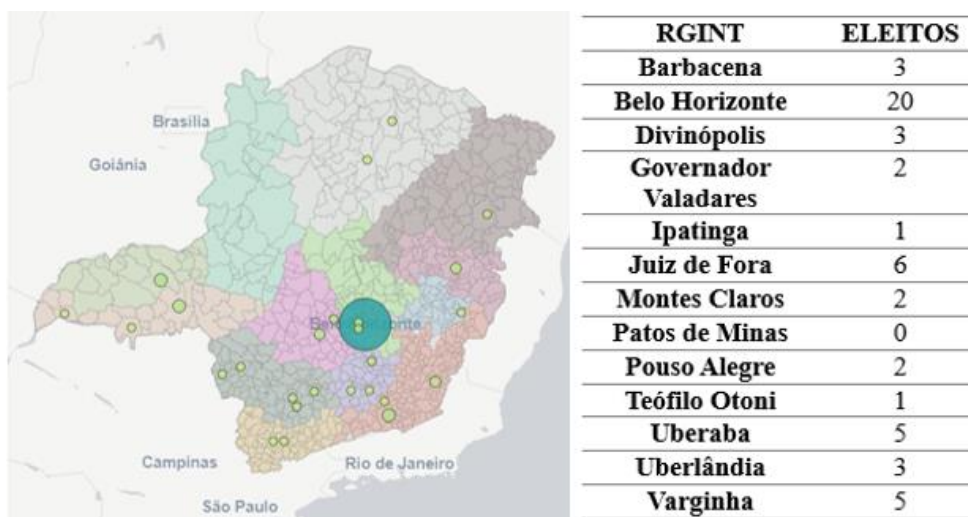 Brasília
Goiânia
Belo Horizonte
Campinas
Rio de Janeiro
São Paulo
RGINT ELEITOS
Barbacena 3
Belo Horizonte 20
Divinópolis 3
Governador 2
Valadares
Ipatinga 1
Juiz de Fora 6
Montes Claros 2
Patos de Minas 0
Pouso Alegre 2
Teófilo Otoni 1
Uberaba 5
Uberlândia 3
Varginha 5